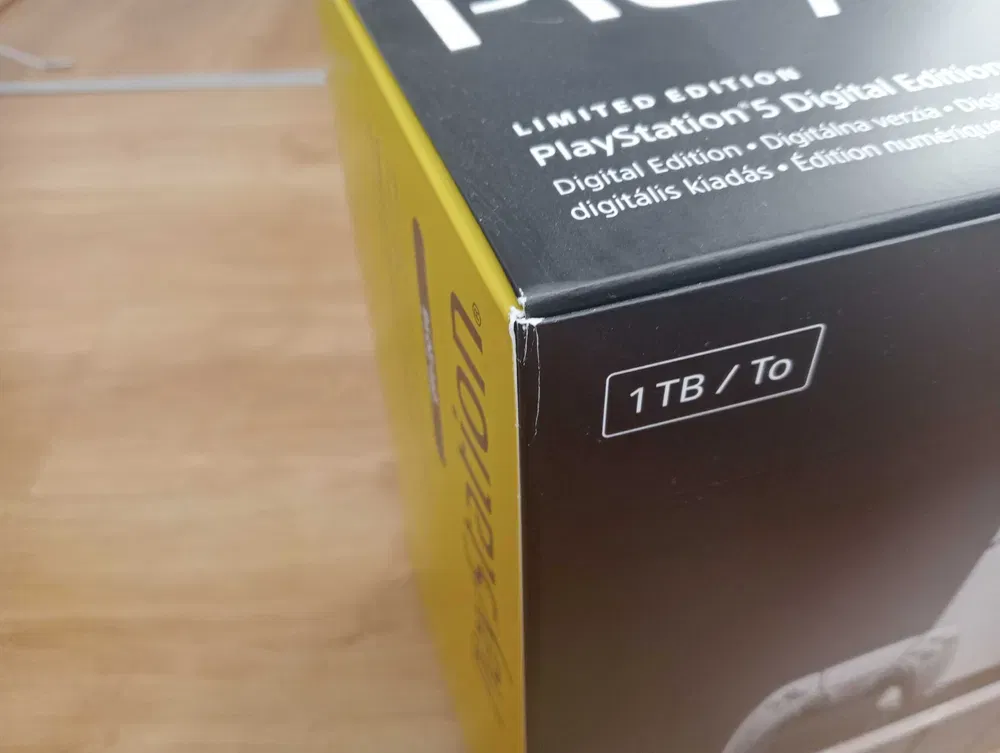 LIMITED EDITION
PlayStation®5 Digital Edition
Digital Edition • Digitálna verzia •
digitális kiadás • Édition numérique
1 TB / To